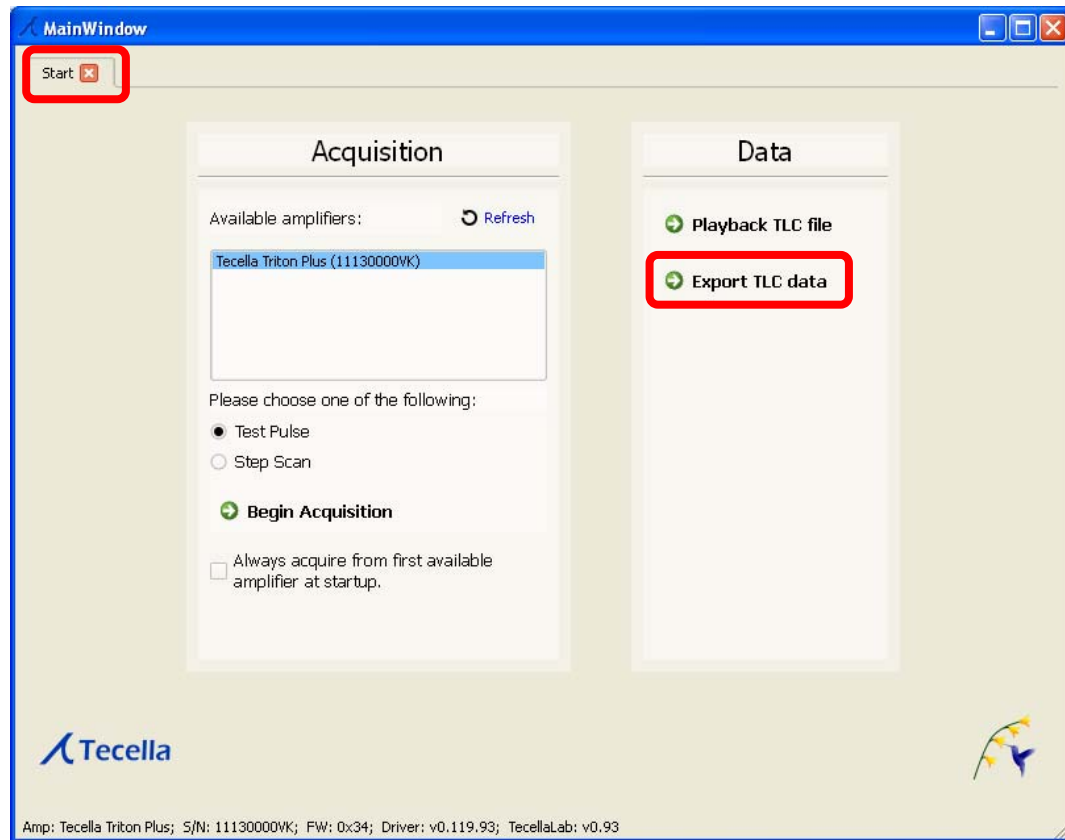 MainWindow
Start
Acquisition
Available amplifiers:
Refresh
Tecella Triton Plus (11130000VK)
Please choose one of the following:
Test Pulse
Step Scan
Begin Acquisition
Always acquire from first available
amplifier at startup.
Data
Playback TLC file
Export TLC data
Tecella
Amp: Tecella Triton Plus; S/N: 11130000VK; FW: 0x34; Driver: v0.119.93; TecellaLab: v0.93